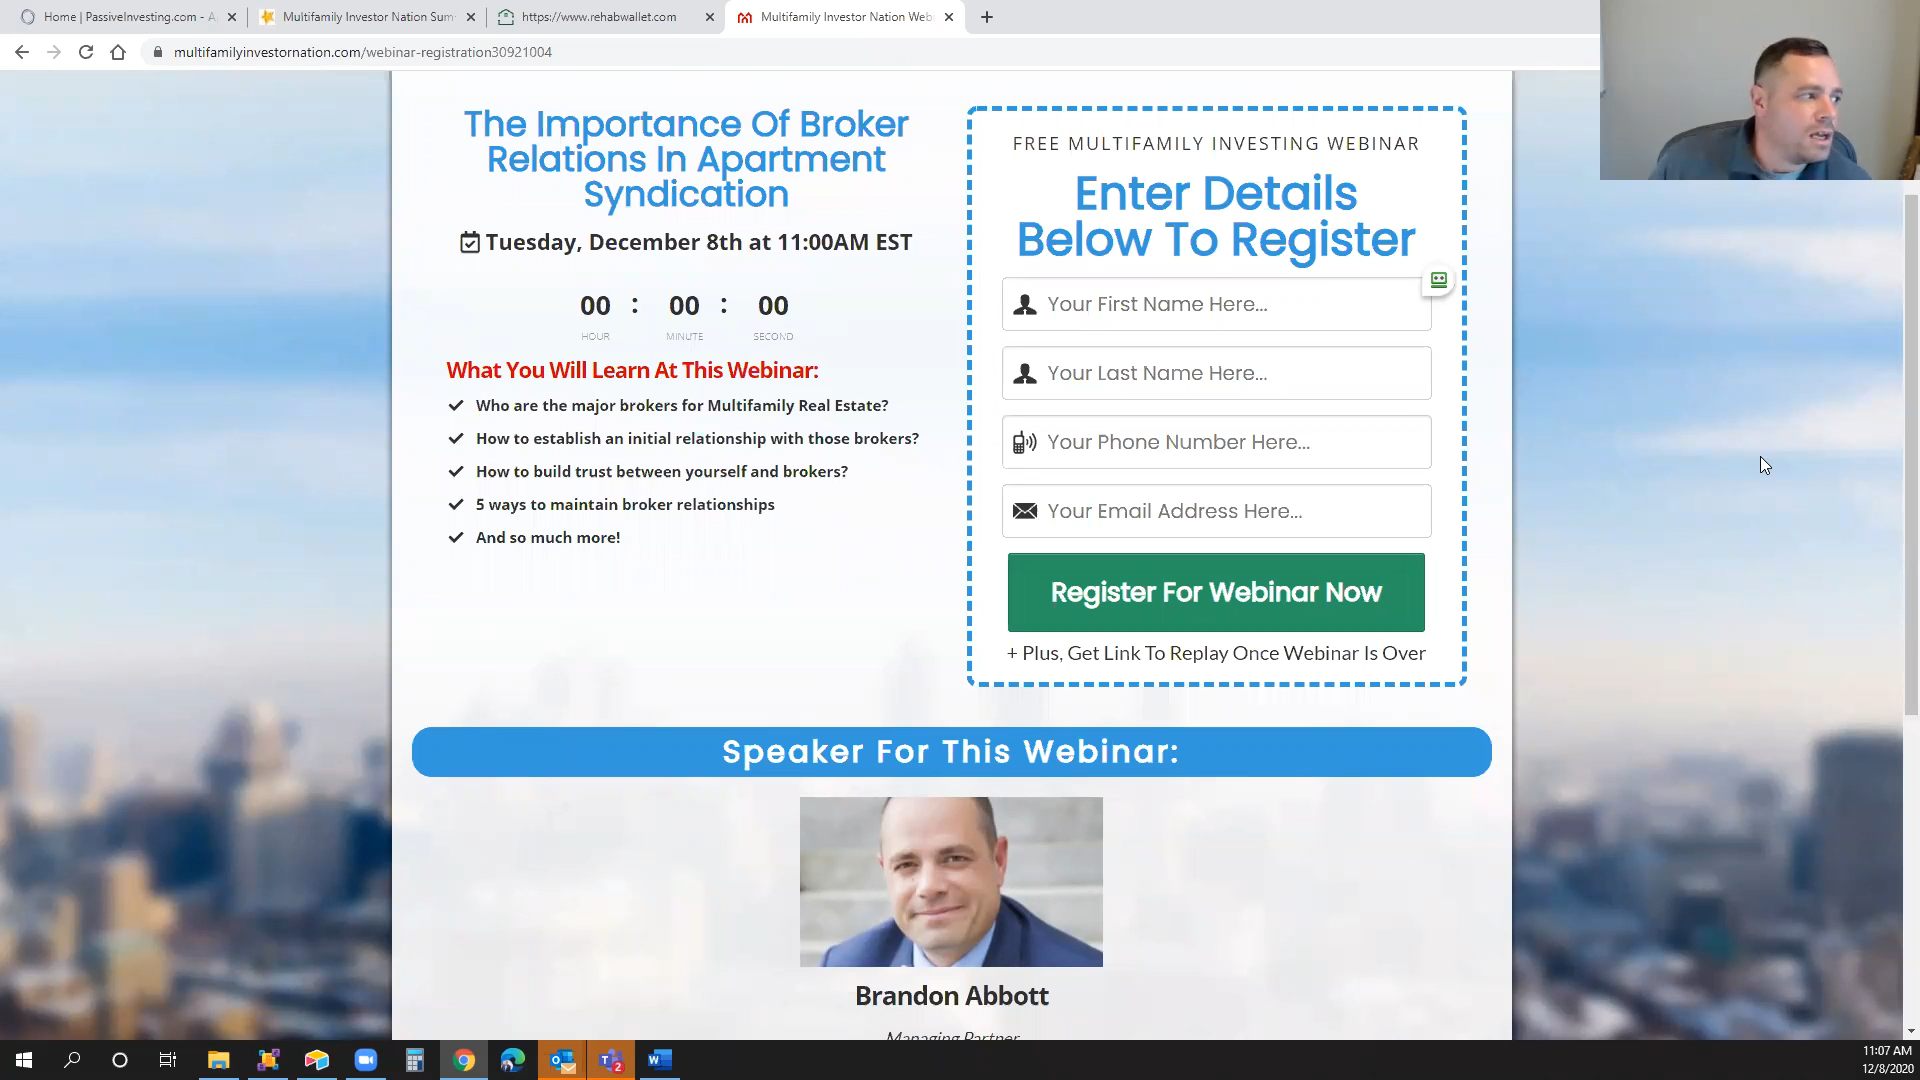 Home | PassiveInvesting.com - A
Multifamily Investor Nation Sum
https://www.rehabwallet.com
Multifamily Investor Nation Web
multifamilyinvestornation.com/webinar-registration30921004
The Importance Of Broker
Relations In Apartment
Syndication
Tuesday, December 8th at 11:00AM EST
00 : 00 : 00
HOUR MINUTE SECOND
What You Will Learn At This Webinar:
Who are the major brokers for Multifamily Real Estate?
How to establish an initial relationship with those brokers?
How to build trust between yourself and brokers?
5 ways to maintain broker relationships
And so much more!
FREE MULTIFAMILY INVESTING WEBINAR
Enter Details
Below To Register
Your First Name Here...
Your Last Name Here...
Your Phone Number Here...
Your Email Address Here...
Register For Webinar Now
+ Plus, Get Link To Replay Once Webinar Is Over
Speaker For This Webinar:
Brandon Abbott
Managing Partner
11:07 AM
12/8/2020